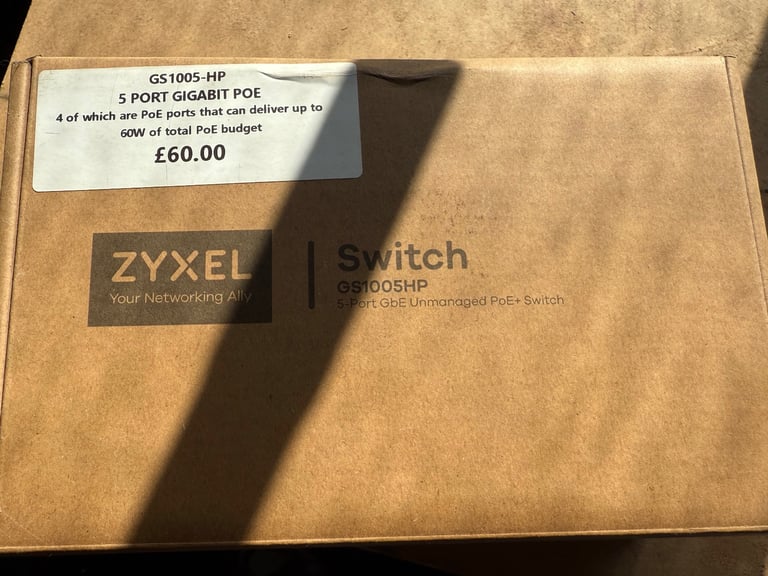 GS1005-HP
5 PORT GIGABIT POE
4 of which are PoE ports that can deliver up to
60W of total PoE budget
£60.00
ZYXEL
Your Networking Ally
Switch
GS1005HP
5-Port GbE Unmanaged PoE+ Switch